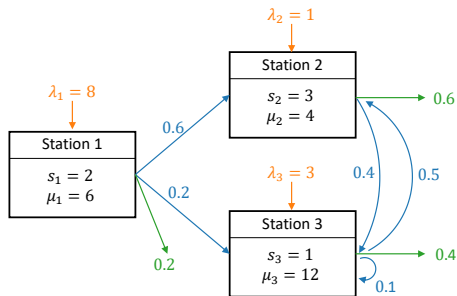 λ₂ = 1
Station 2
s₂ = 3
μ₂ = 4
0.6
λ₁ = 8
Station 1
s₁ = 2
μ₁ = 6
0.6
0.2
0.2
0.4
0.5
λ₃ = 3
Station 3
s₃ = 1
μ₃ = 12
0.4
0.1